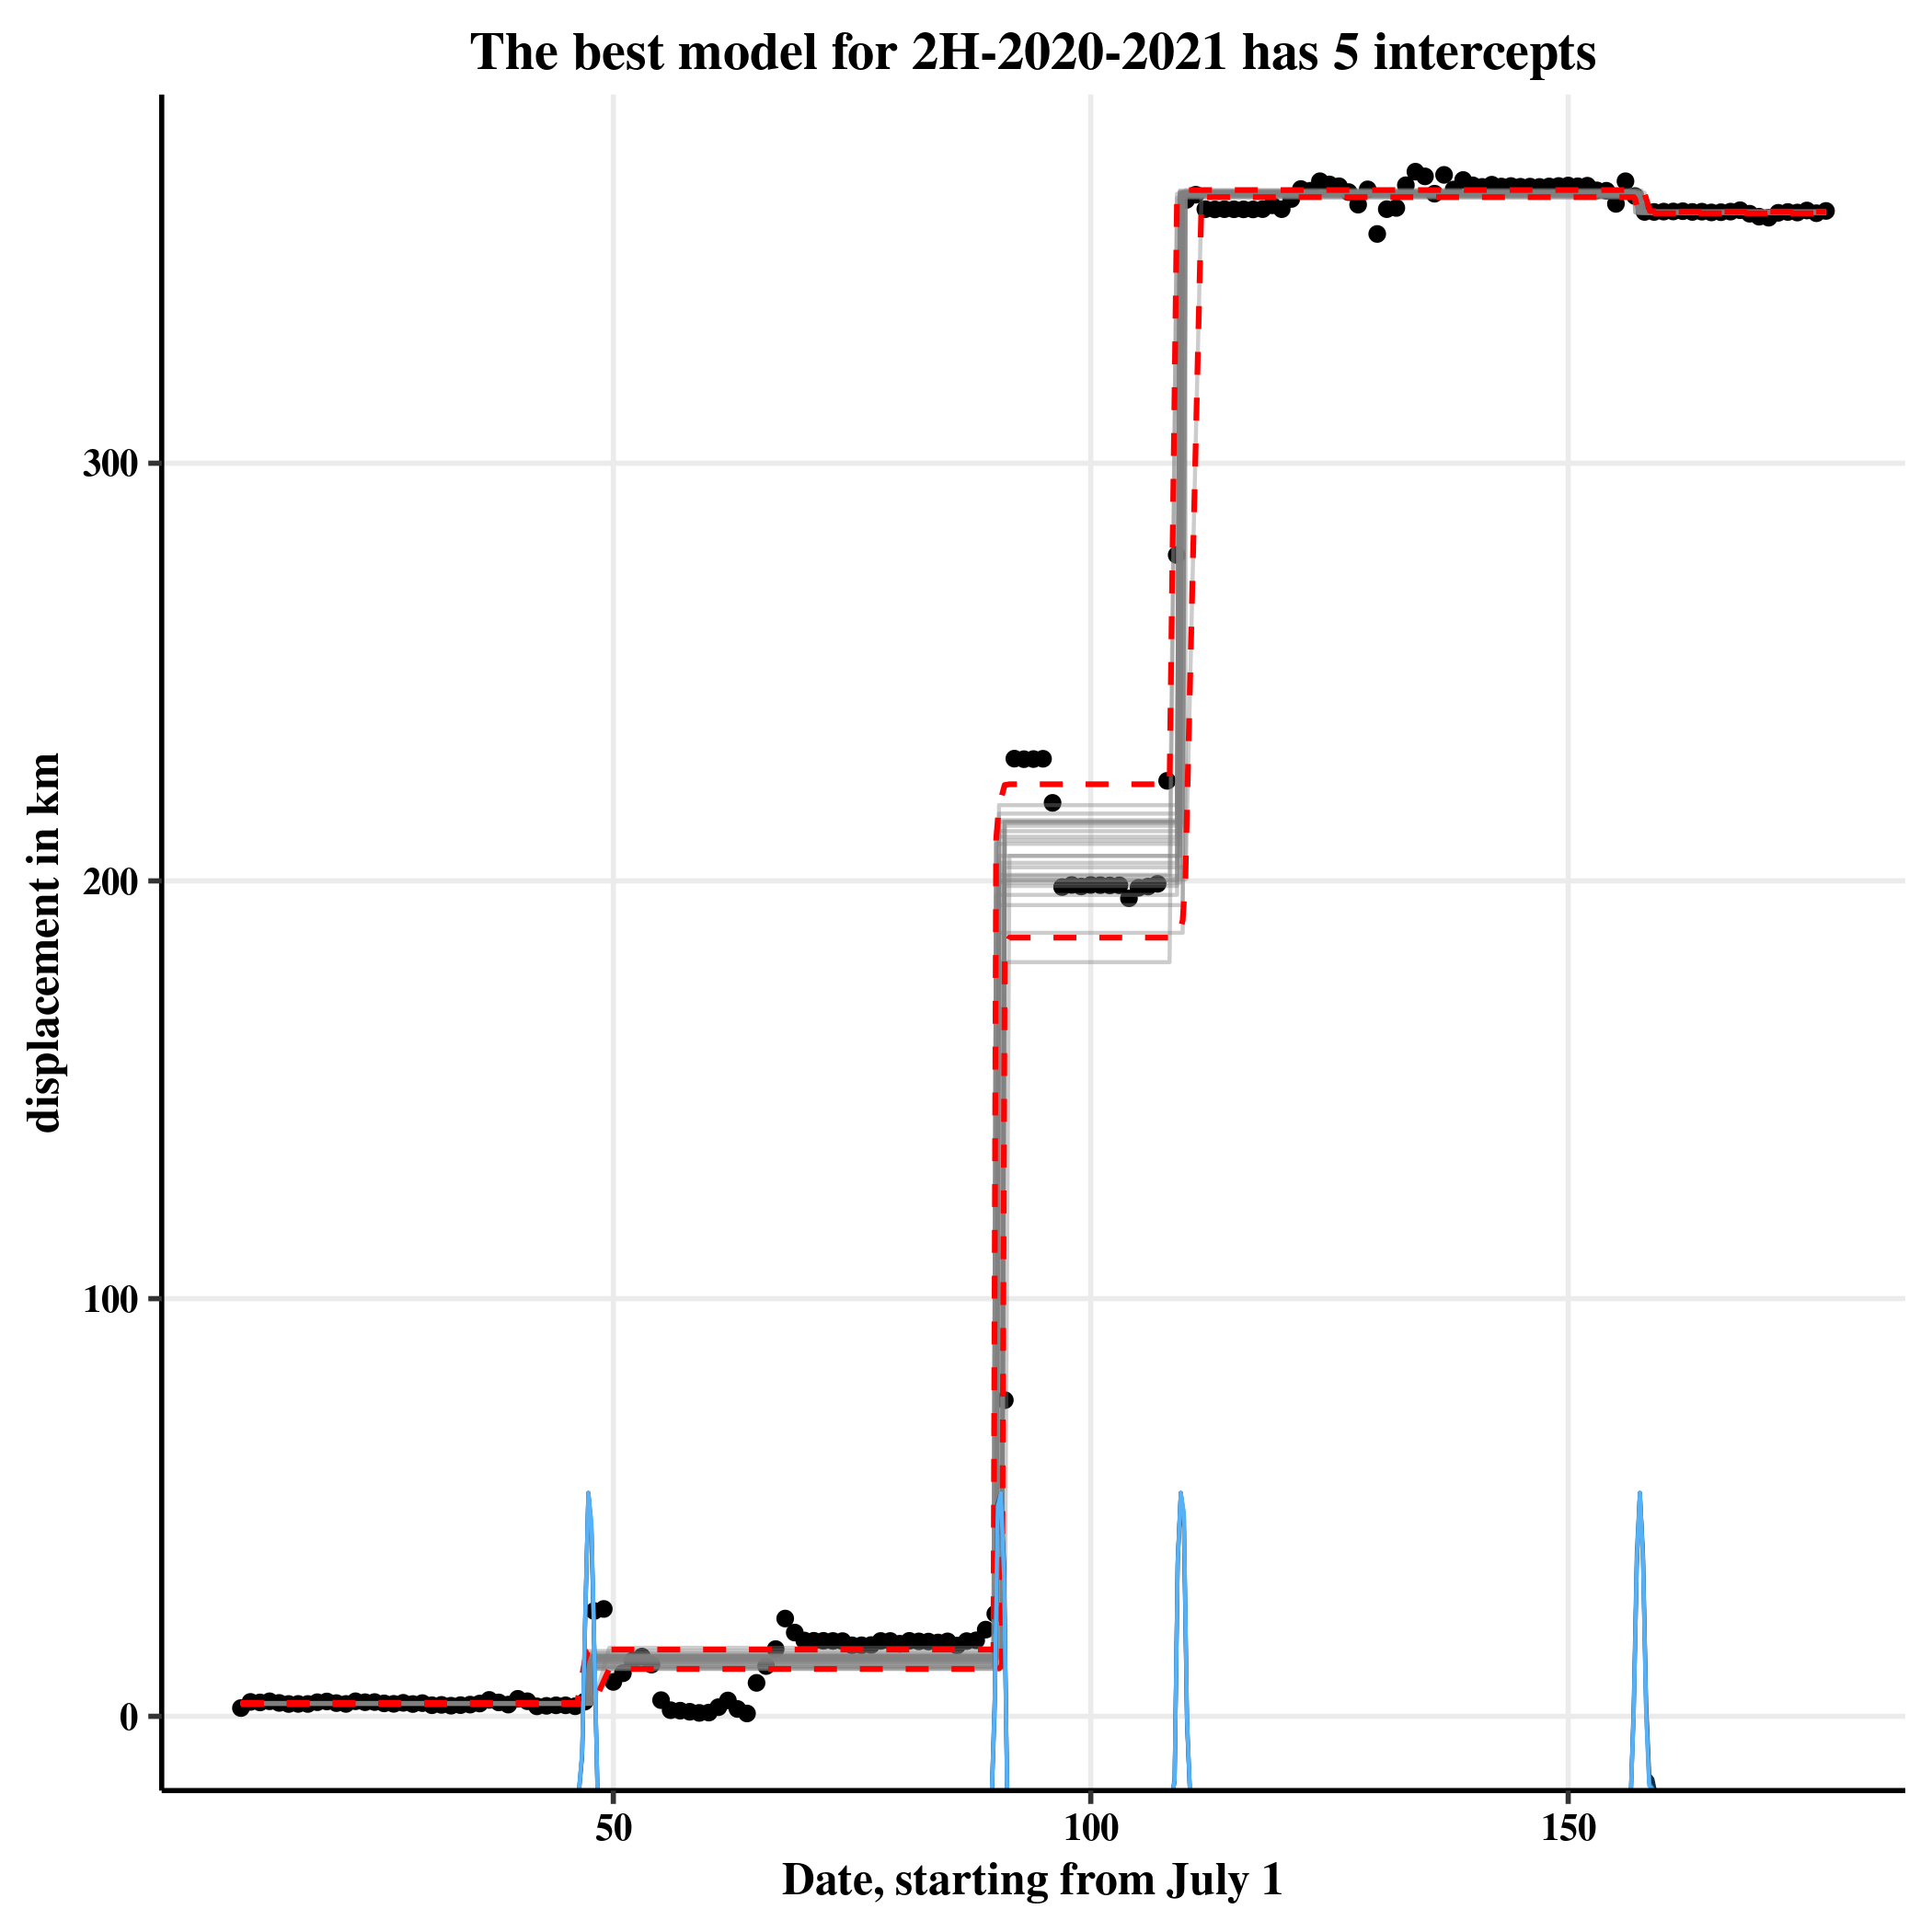 The best model for 2H-2020-2021 has 5 intercepts
displacement in km
300
200
100
0
50
100
150
Date, starting from July 1